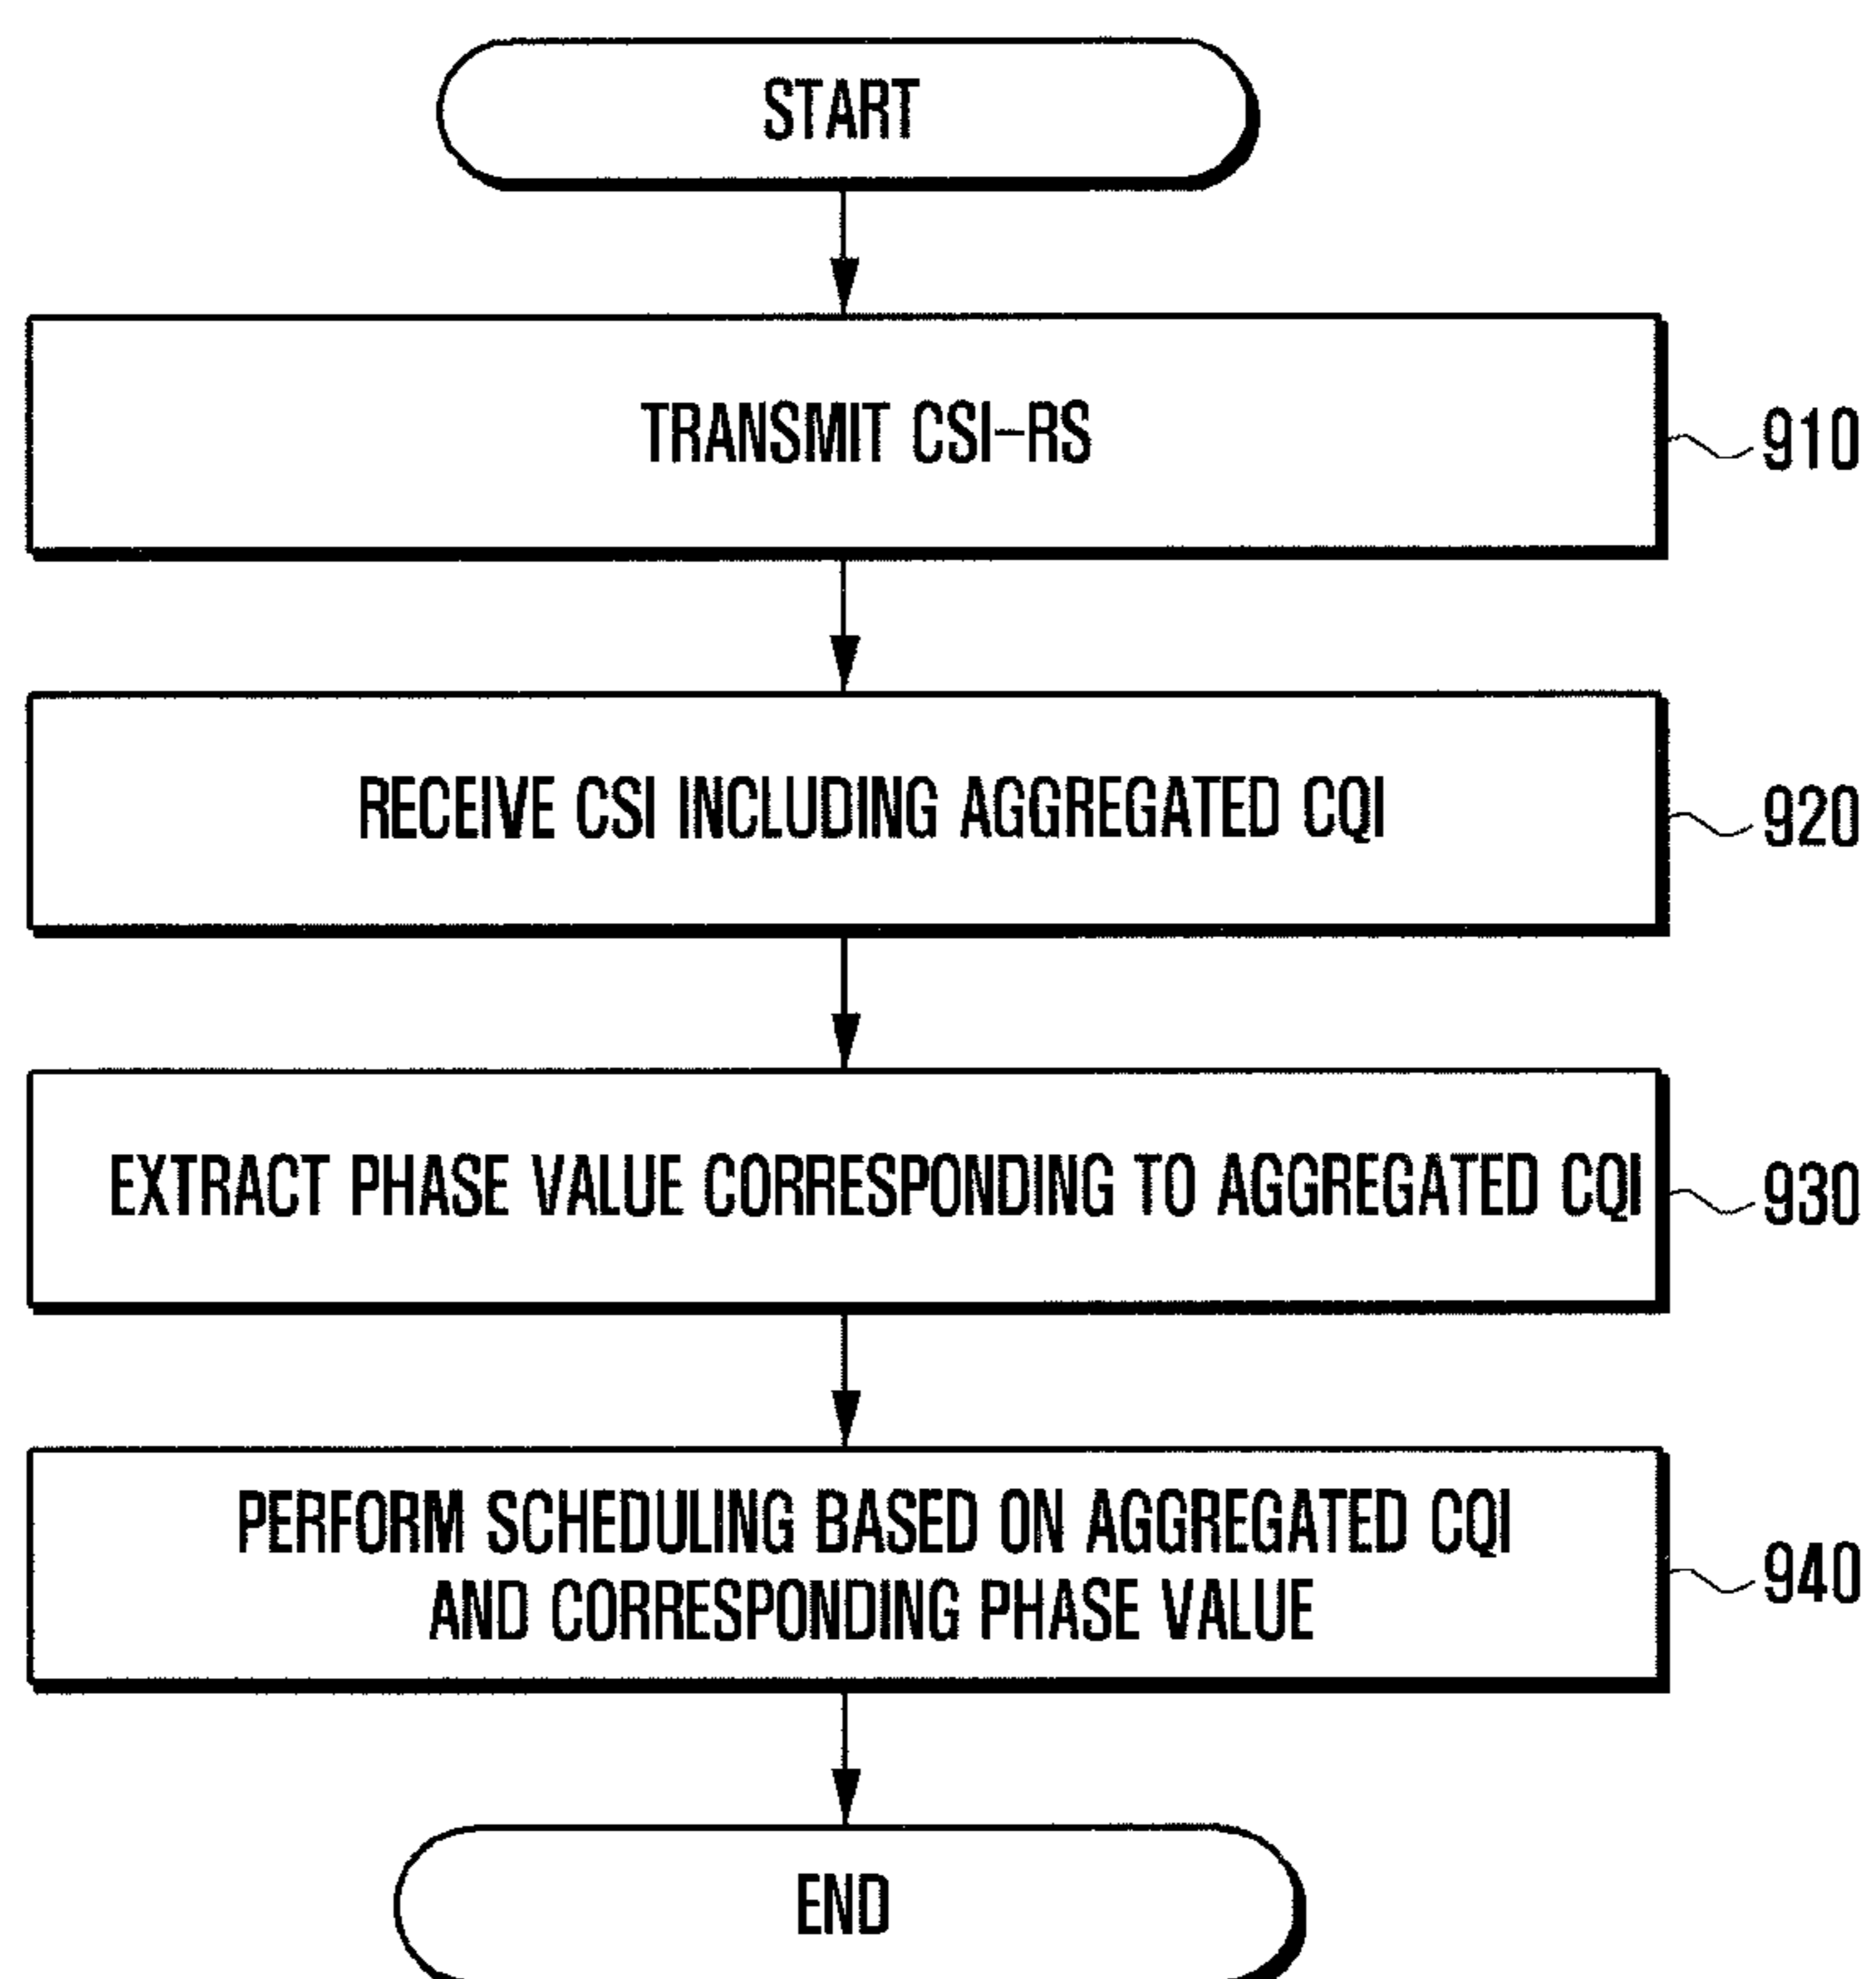 START
TRANSMIT CSI-RS
910
RECEIVE CSI INCLUDING AGGREGATED CQI
920
EXTRACT PHASE VALUE CORRESPONDING TO AGGREGATED CQI
930
PERFORM SCHEDULING BASED ON AGGREGATED CQI
AND CORRESPONDING PHASE VALUE
940
END